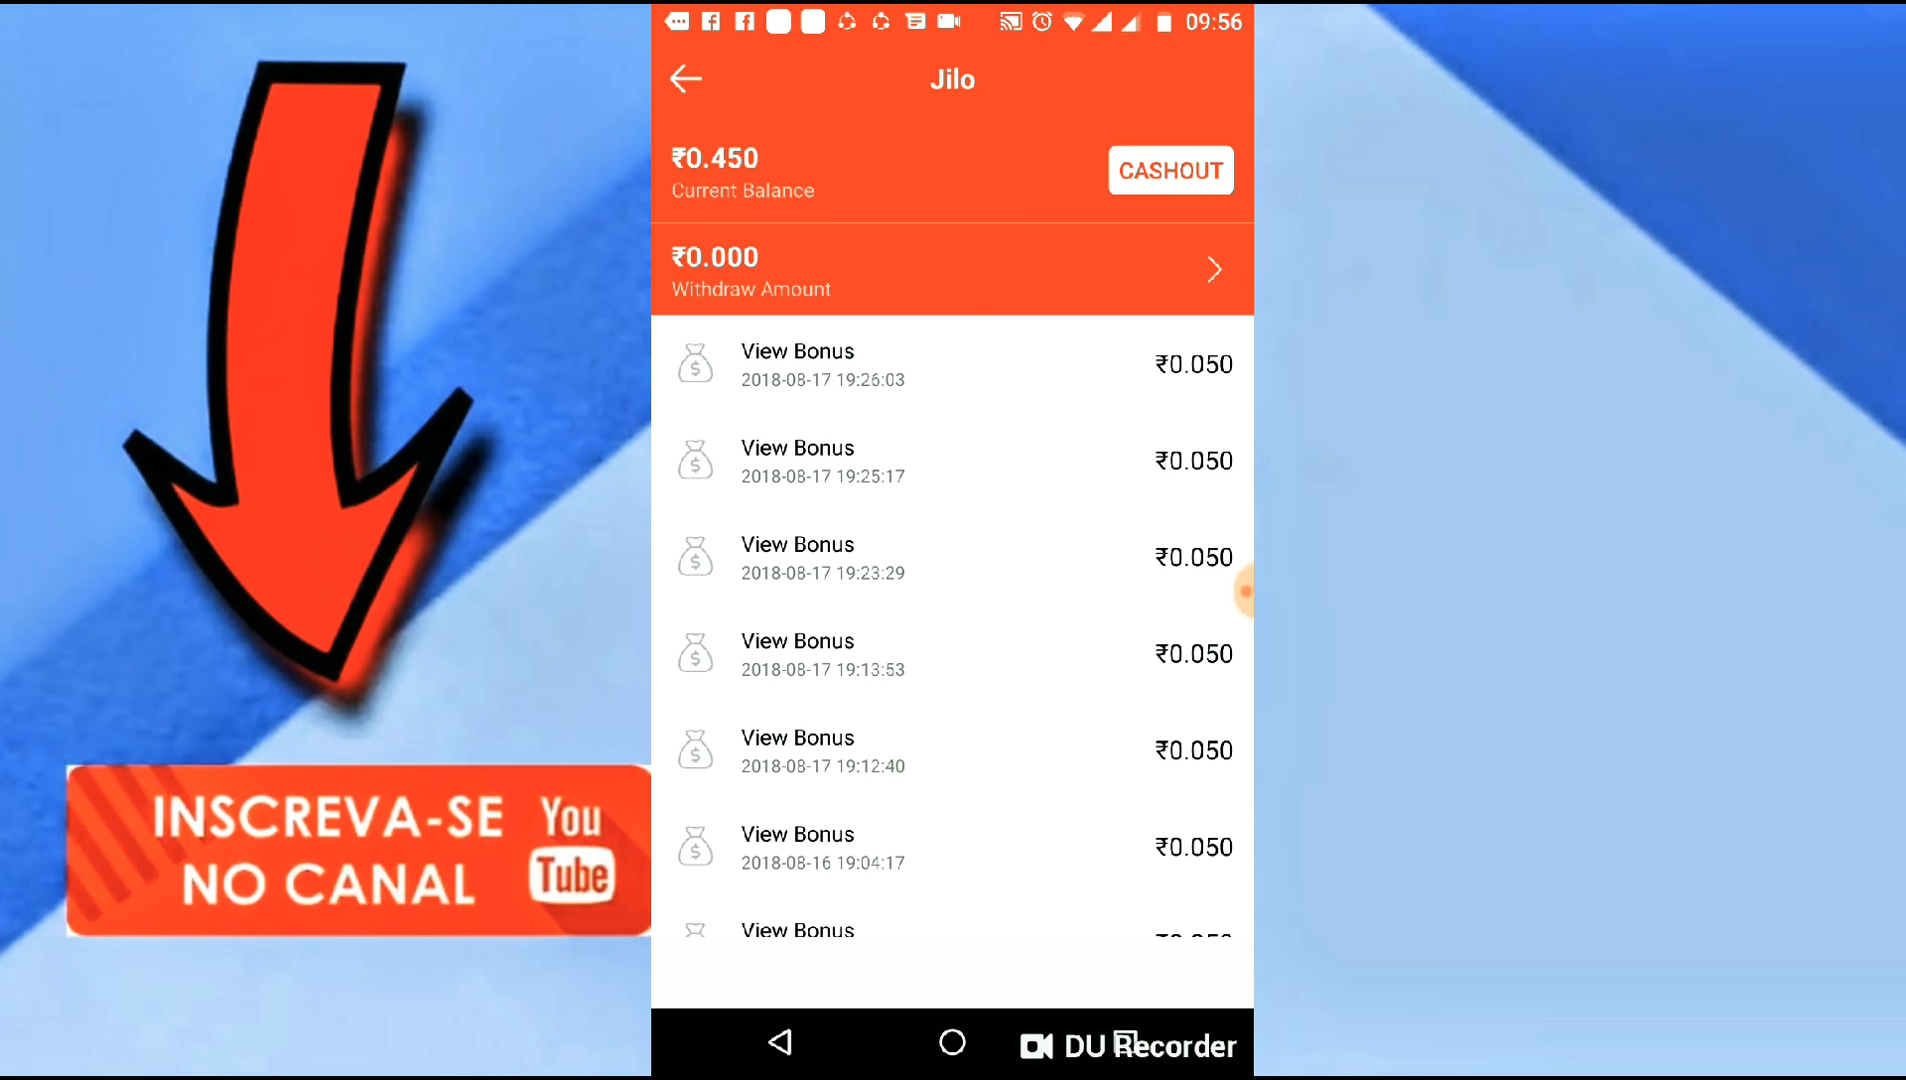 09:56
Jilo
₹0.450
Current Balance
CASHOUT
₹0.000
Withdraw Amount
View Bonus
2018-08-17 19:26:03
₹0.050
View Bonus
2018-08-17 19:25:17
₹0.050
View Bonus
2018-08-17 19:23:29
₹0.050
View Bonus
2018-08-17 19:13:53
₹0.050
View Bonus
2018-08-17 19:12:40
₹0.050
View Bonus
2018-08-16 19:04:17
₹0.050
View Bonus
INSCREVA-SE
NO CANAL
You
Tube
DU Recorder